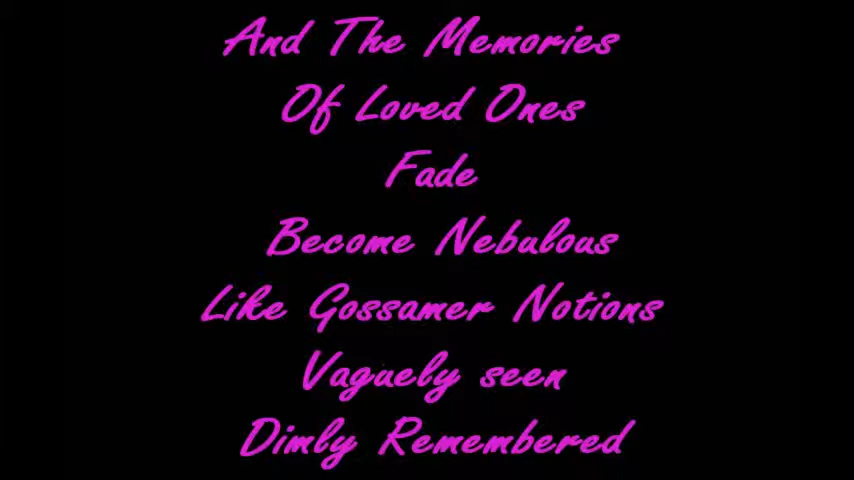 And The Memories
Of Loved Ones
Fade
Become Nebulous
Like Gossamer Notions
Vaguely seen
Dimly Remembered